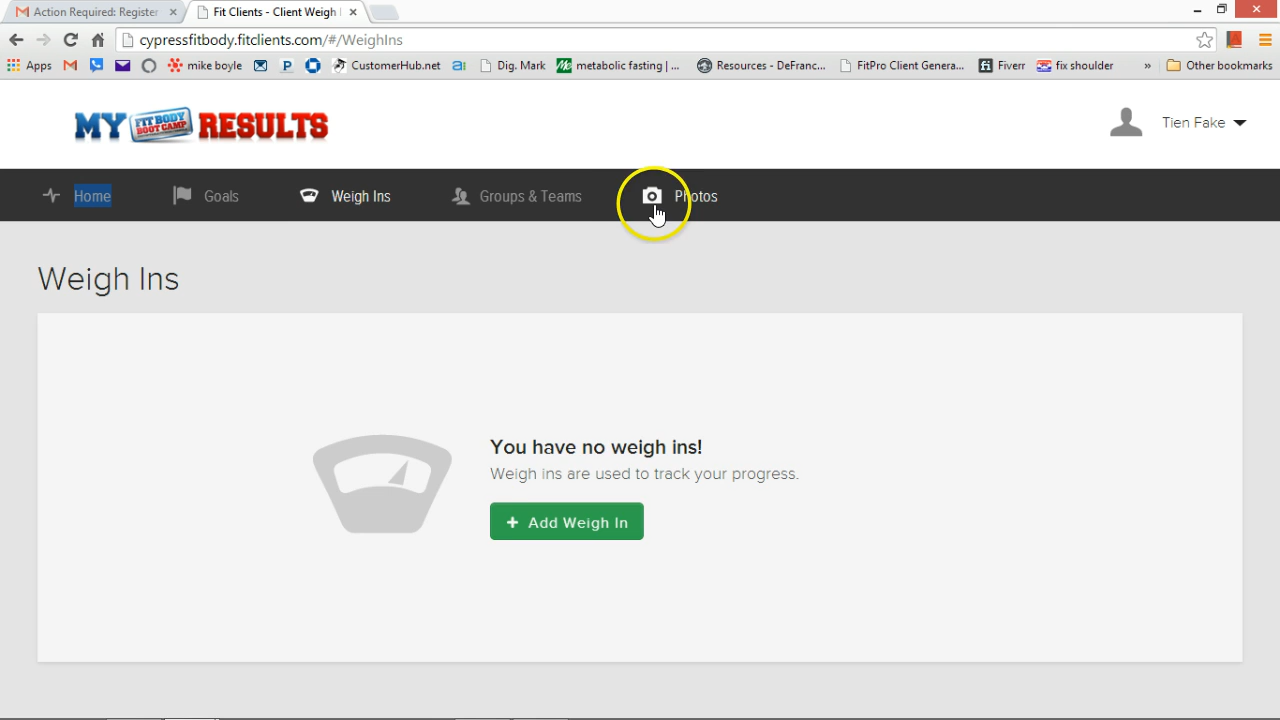 Action Required: Register
Fit Clients - Client Weigh
cypressfitbody.fitclients.com/#/WeighIns
Apps mike boyle CustomerHub.net Dig. Mark metabolic fasting | ... Resources - DeFranc... FitPro Client Genera... Fiverr fix shoulder » Other bookmarks
MY FIT BODY BOOT CAMP RESULTS
Tien Fake
Home Goals Weigh Ins Groups & Teams Photos
Weigh Ins
You have no weigh ins!
Weigh ins are used to track your progress.
+ Add Weigh In